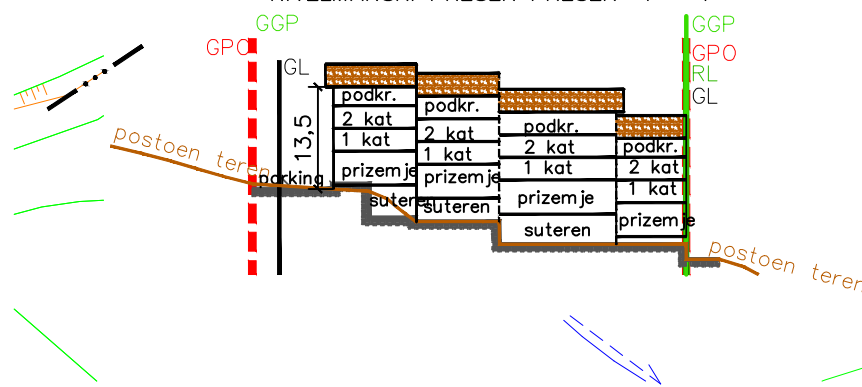 GGP
GPO
GL
13,5
podkr.
2 kat
1 kat
prizemje
parking
suteren
podkr.
2 kat
1 kat
prizemje
suteren
podkr.
2 kat
1 kat
prizemje
suteren
podkr.
2 kat
1 kat
prizemje
GGP
GPO
RL
GL
postoen teren
postoen teren